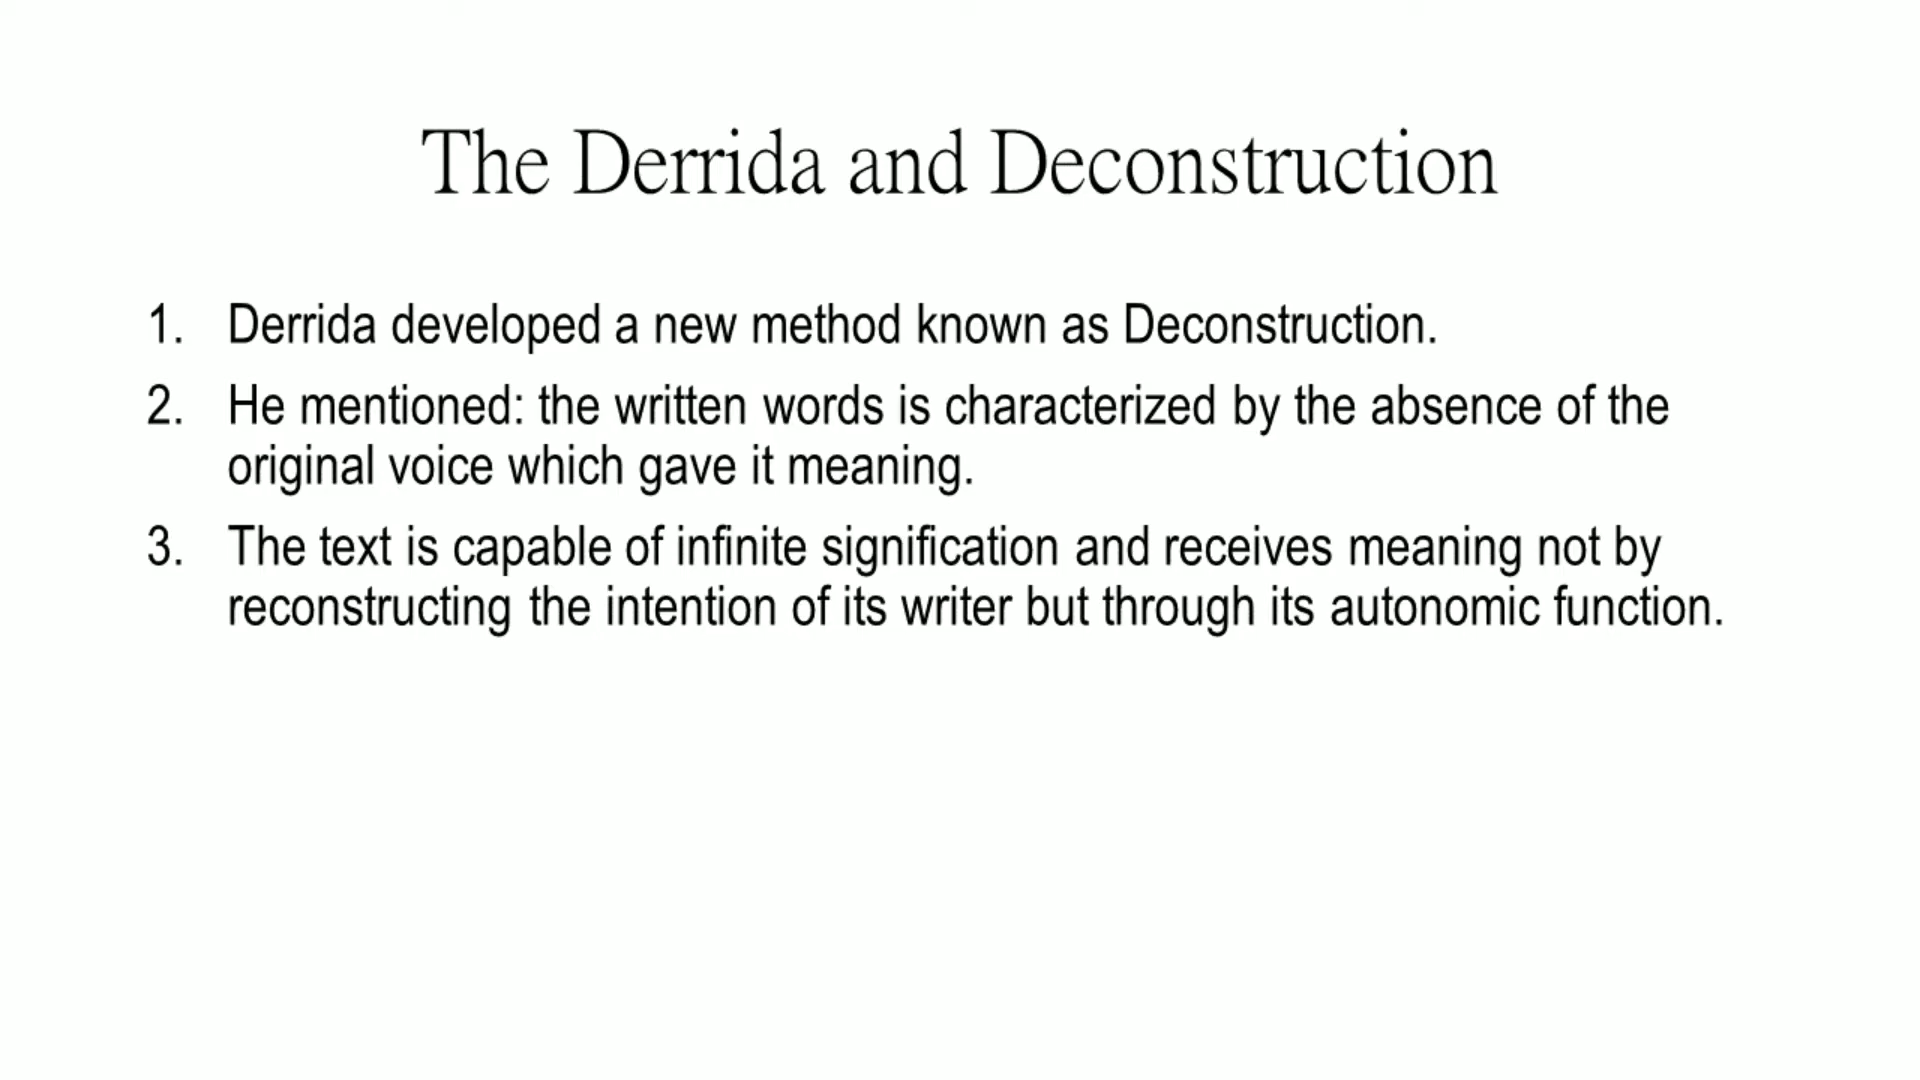 The Derrida and Deconstruction
1. Derrida developed a new method known as Deconstruction.
2. He mentioned: the written words is characterized by the absence of the
original voice which gave it meaning.
3. The text is capable of infinite signification and receives meaning not by
reconstructing the intention of its writer but through its autonomic function.